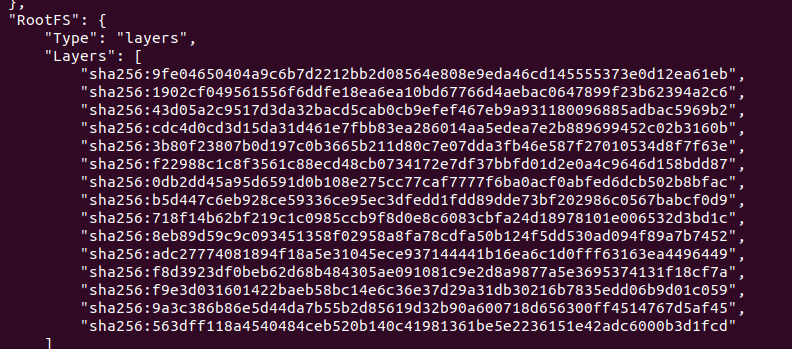 },
"RootFS": {
"Type": "layers",
"Layers": [
"sha256:9fe04650404a9c6b7d2212bb2d08564e808e9eda46cd145555373e0d12ea61eb",
"sha256:1902cf049561556f6ddfe18ea6ea10bd67766d4aebac0647899f23b62394a2c6",
"sha256:43d05a2c9517d3da32bacd5cab0cb9efef467eb9a931180096885adbac5969b2",
"sha256:cdc4d0cd3d15da31d461e7fbb83ea286014aa5edea7e2b889699452c02b3160b",
"sha256:3b80f23807b0d197c0b3665b211d80c7e07dda3fb46e587f27010534d8f7f63e",
"sha256:f22988c1c8f3561c88ecd48cb0734172e7df37bbfd01d2e0a4c9646d158bdd87",
"sha256:0db2dd45a95d6591d0b108e275cc77caf7777f6ba0acf0abfed6dcb502b8bfac",
"sha256:b5d447c6eb928ce59336ce95ec3dfedd1fdd89dde73bf202986c0567babcf0d9",
"sha256:718f14b62bf219c1c0985ccb9f8d0e8c6083cbfa24d18978101e006532d3bd1c",
"sha256:8eb89d59c9c093451358f02958a8fa78cdfa50b124f5dd530ad094f89a7b7452",
"sha256:adc27774081894f18a5e31045ece937144441b16ea6c1d0fff63163ea4496449",
"sha256:f8d3923df0beb62d68b484305ae091081c9e2d8a9877a5e3695374131f18cf7a",
"sha256:f9e3d031601422baeb58bc14e6c36e37d29a31db30216b7835edd06b9d01c059",
"sha256:9a3c386b86e5d44da7b55b2d85619d32b90a600718d656300ff4514767d5af45",
"sha256:563dff118a4540484ceb520b140c41981361be5e2236151e42adc6000b3d1fcd"
]